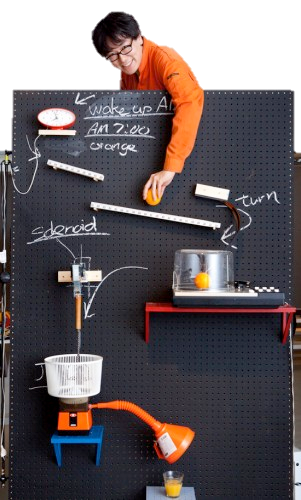 wake up AM
AM 7:00
orange
turn
solenoid